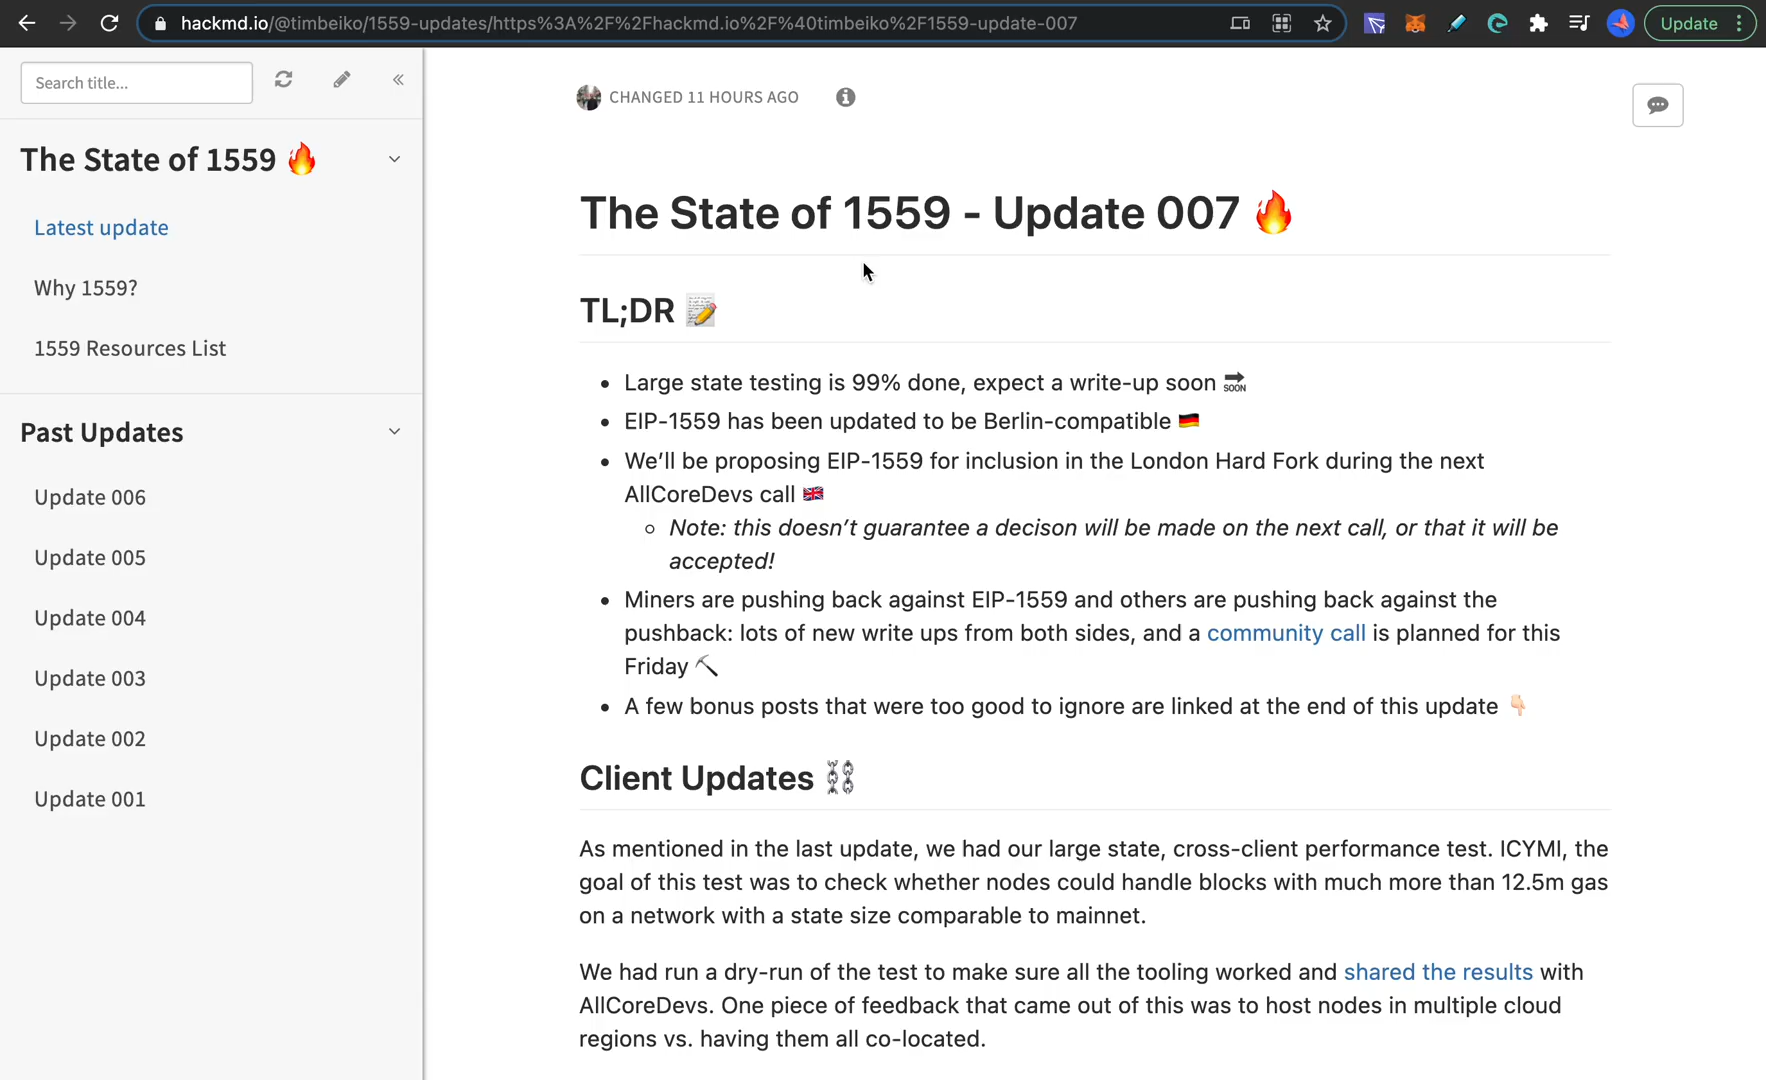 hackmd.io/@timbeiko/1559-updates/https%3A%2F%2Fhackmd.io%2F%40timbeiko%2F1559-update-007
Update
Search title...
The State of 1559 🔥
Latest update
Why 1559?
1559 Resources List
Past Updates
Update 006
Update 005
Update 004
Update 003
Update 002
Update 001
CHANGED 11 HOURS AGO
The State of 1559 - Update 007 🔥
TL;DR 📝
• Large state testing is 99% done, expect a write-up soon 🔜
• EIP-1559 has been updated to be Berlin-compatible 🇩🇪
• We’ll be proposing EIP-1559 for inclusion in the London Hard Fork during the next
AllCoreDevs call 🇬🇧
◦ Note: this doesn’t guarantee a decison will be made on the next call, or that it will be
accepted!
• Miners are pushing back against EIP-1559 and others are pushing back against the
pushback: lots of new write ups from both sides, and a community call is planned for this
Friday ⛏
• A few bonus posts that were too good to ignore are linked at the end of this update 👇🏻
Client Updates ⛓
As mentioned in the last update, we had our large state, cross-client performance test. ICYMI, the
goal of this test was to check whether nodes could handle blocks with much more than 12.5m gas
on a network with a state size comparable to mainnet.
We had run a dry-run of the test to make sure all the tooling worked and shared the results with
AllCoreDevs. One piece of feedback that came out of this was to host nodes in multiple cloud
regions vs. having them all co-located.